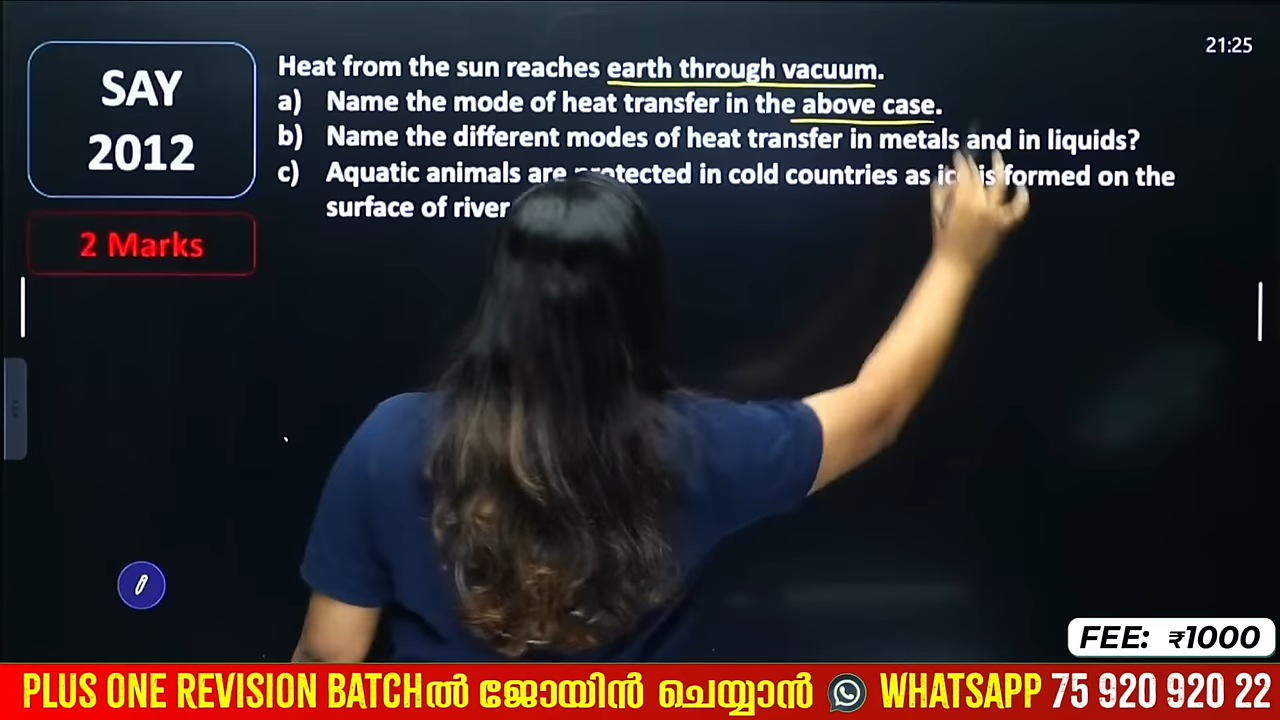 21:25
SAY
2012
2 Marks
Heat from the sun reaches earth through vacuum.
a) Name the mode of heat transfer in the above case.
b) Name the different modes of heat transfer in metals and in liquids?
c) Aquatic animals are protected in cold countries as ice is formed on the
surface of river
FEE: ₹1000
PLUS ONE REVISION BATCHൽ ജോയിൻ ചെയ്യാൻ WHATSAPP 75 920 920 22